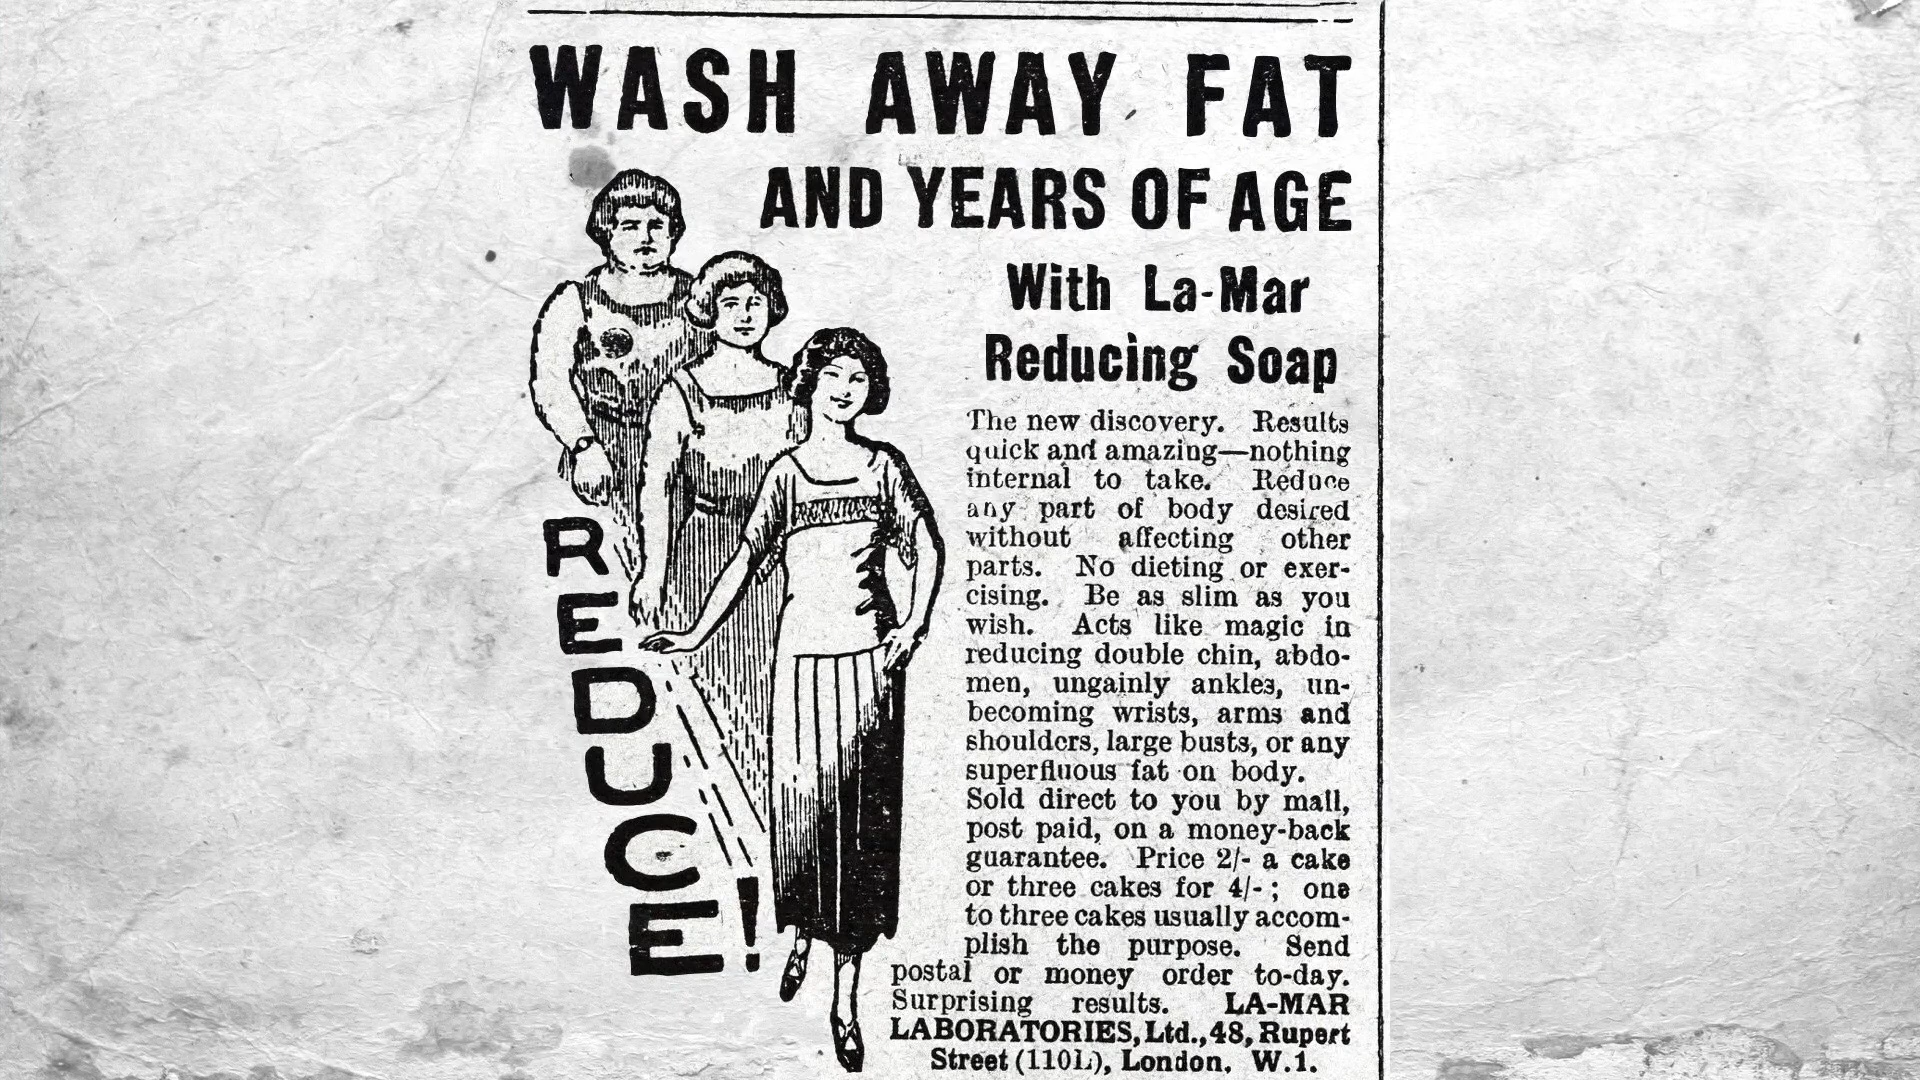 WASH AWAY FAT
AND YEARS OF AGE
With La-Mar
Reducing Soap
The new discovery. Results
quick and amazing—nothing
internal to take. Reduce
any part of body desired
without affecting other
parts. No dieting or exer-
cising. Be as slim as you
wish. Acts like magic in
reducing double chin, abdo-
men, ungainly ankles, un-
becoming wrists, arms and
shoulders, large busts, or any
superfluous fat on body.
Sold direct to you by mail,
post paid, on a money-back
guarantee. Price 2/- a cake
or three cakes for 4/-; one
to three cakes usually accom-
plish the purpose. Send
postal or money order to-day.
Surprising results. LA-MAR
LABORATORIES, Ltd., 48, Rupert
Street (110L), London, W.1.
REDUCE!